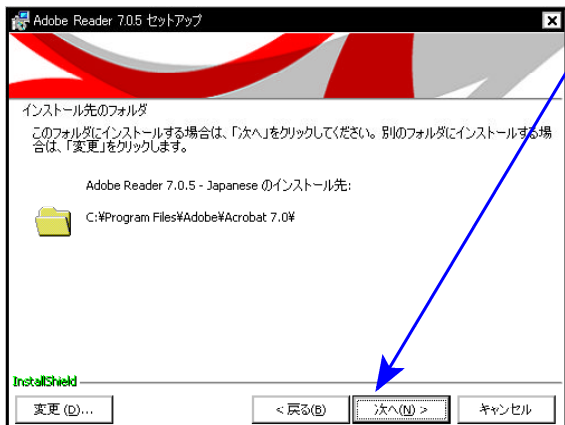 Adobe Reader 7.0.5 セットアップ
インストール先のフォルダ
このフォルダにインストールする場合は、「次へ」をクリックしてください。別のフォルダにインストールする場
合は、「変更」をクリックします。
Adobe Reader 7.0.5 - Japanese のインストール先:
C:¥Program Files¥Adobe¥Acrobat 7.0¥
InstallShield
変更(D)...
< 戻る(B)
次へ(N) >
キャンセル